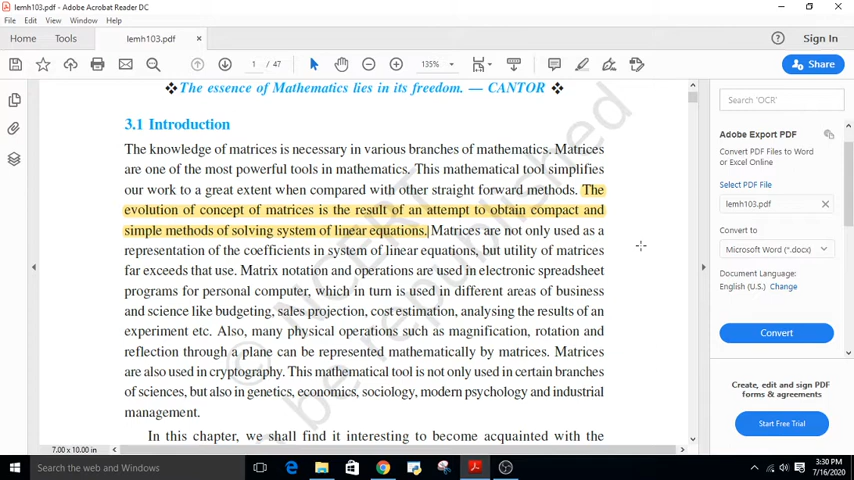 lemh103.pdf - Adobe Acrobat Reader DC
File Edit View Window Help
Home Tools lemh103.pdf × Sign In
1 / 47 135% Share
❖The essence of Mathematics lies in its freedom. — CANTOR ❖
3.1 Introduction
The knowledge of matrices is necessary in various branches of mathematics. Matrices
are one of the most powerful tools in mathematics. This mathematical tool simplifies
our work to a great extent when compared with other straight forward methods. The
evolution of concept of matrices is the result of an attempt to obtain compact and
simple methods of solving system of linear equations. Matrices are not only used as a
representation of the coefficients in system of linear equations, but utility of matrices
far exceeds that use. Matrix notation and operations are used in electronic spreadsheet
programs for personal computer, which in turn is used in different areas of business
and science like budgeting, sales projection, cost estimation, analysing the results of an
experiment etc. Also, many physical operations such as magnification, rotation and
reflection through a plane can be represented mathematically by matrices. Matrices
are also used in cryptography. This mathematical tool is not only used in certain branches
of sciences, but also in genetics, economics, sociology, modern psychology and industrial
management.
In this chapter, we shall find it interesting to become acquainted with the
© NCERT
be republished
7.00 x 10.00 in
Search 'OCR'
Adobe Export PDF
Convert PDF Files to Word
or Excel Online
Select PDF File
lemh103.pdf
Convert to
Microsoft Word (*.docx)
Document Language:
English (U.S.) Change
Convert
Create, edit and sign PDF
forms & agreements
Start Free Trial
Search the web and Windows
3:30 PM
7/16/2020